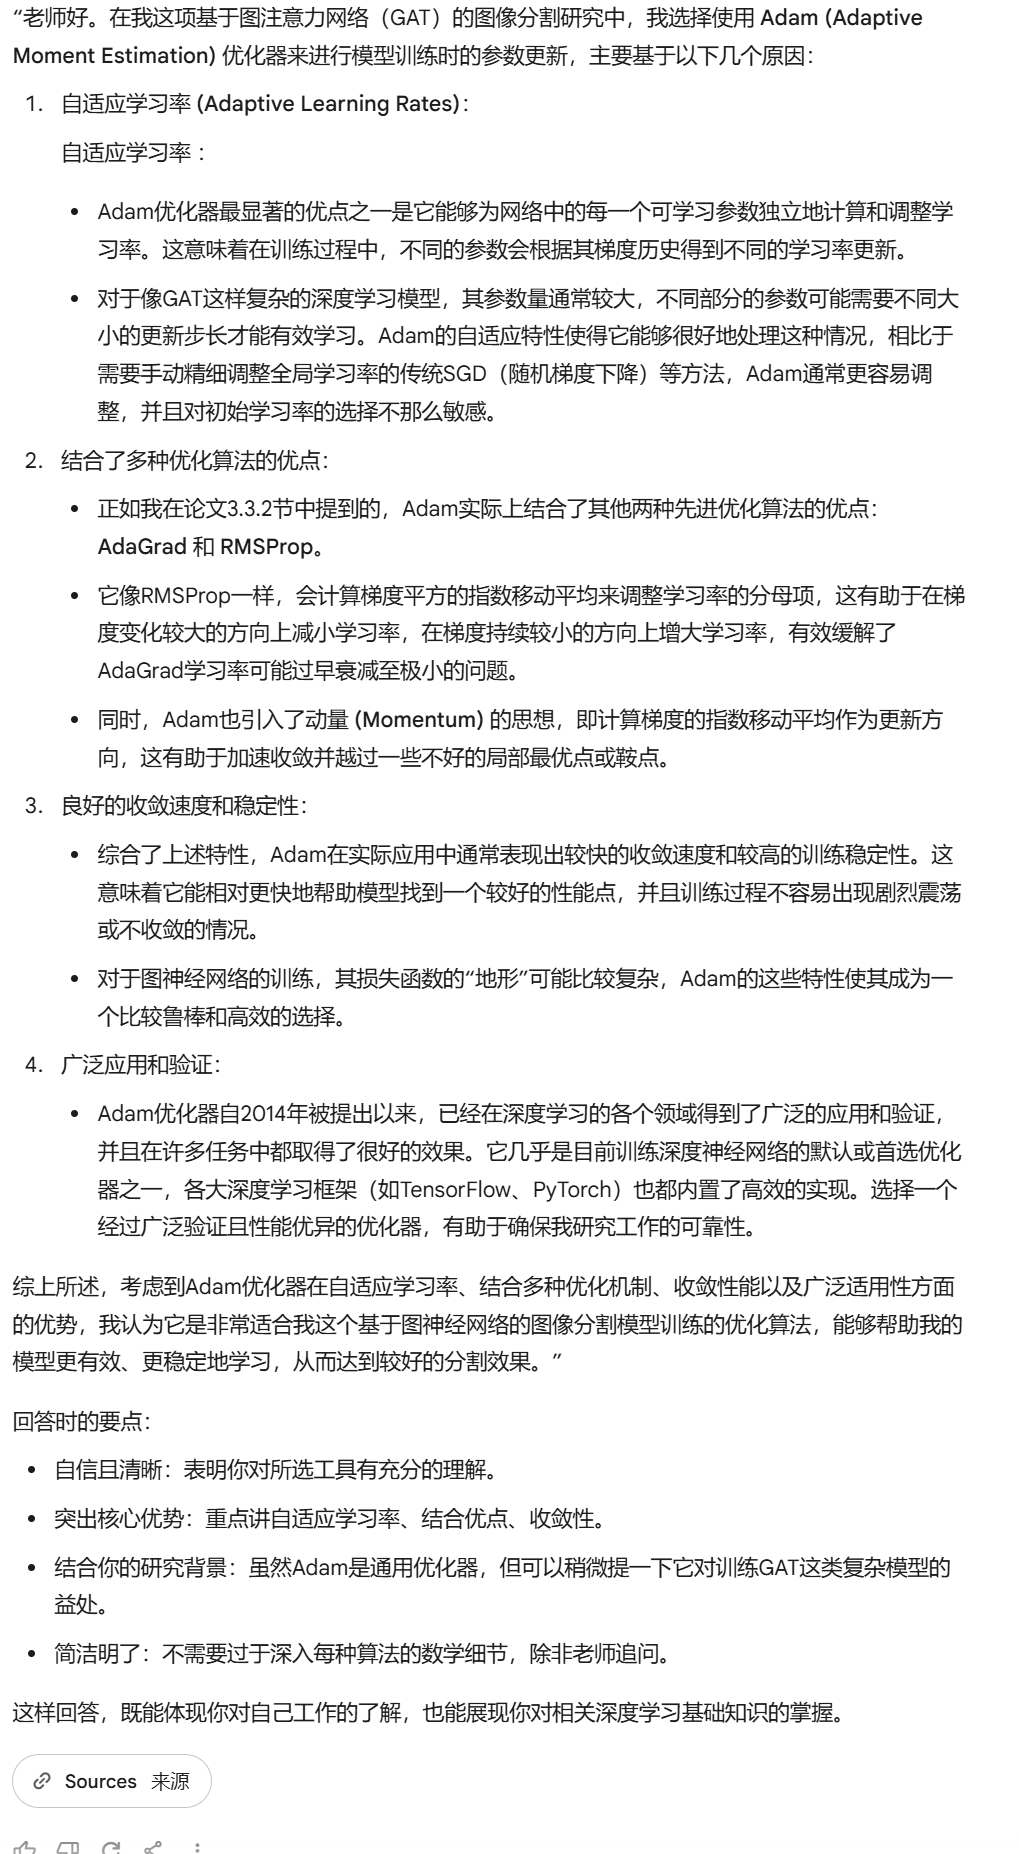 “老师好。在我这项基于图注意力网络（GAT）的图像分割研究中，我选择使用 Adam (Adaptive
Moment Estimation) 优化器来进行模型训练时的参数更新，主要基于以下几个原因：
1. 自适应学习率 (Adaptive Learning Rates)：
自适应学习率 ：
• Adam优化器最显著的优点之一是它能够为网络中的每一个可学习参数独立地计算和调整学
习率。这意味着在训练过程中，不同的参数会根据其梯度历史得到不同的学习率更新。
• 对于像GAT这样复杂的深度学习模型，其参数量通常较大，不同部分的参数可能需要不同大
小的更新步长才能有效学习。Adam的自适应特性使得它能够很好地处理这种情况，相比于
需要手动精细调整全局学习率的传统SGD（随机梯度下降）等方法，Adam通常更容易调
整，并且对初始学习率的选择不那么敏感。
2. 结合了多种优化算法的优点：
• 正如我在论文3.3.2节中提到的，Adam实际上结合了其他两种先进优化算法的优点：
AdaGrad 和 RMSProp。
• 它像RMSProp一样，会计算梯度平方的指数移动平均来调整学习率的分母项，这有助于在梯
度变化较大的方向上减小学习率，在梯度持续较小的方向上增大学习率，有效缓解了
AdaGrad学习率可能过早衰减至极小的问题。
• 同时，Adam也引入了动量 (Momentum) 的思想，即计算梯度的指数移动平均作为更新方
向，这有助于加速收敛并越过一些不好的局部最优点或鞍点。
3. 良好的收敛速度和稳定性：
• 综合了上述特性，Adam在实际应用中通常表现出较快的收敛速度和较高的训练稳定性。这
意味着它能相对更快地帮助模型找到一个较好的性能点，并且训练过程不容易出现剧烈震荡
或不收敛的情况。
• 对于图神经网络的训练，其损失函数的“地形”可能比较复杂，Adam的这些特性使其成为一
个比较鲁棒和高效的选择。
4. 广泛应用和验证：
• Adam优化器自2014年被提出以来，已经在深度学习的各个领域得到了广泛的应用和验证，
并且在许多任务中都取得了很好的效果。它几乎是目前训练深度神经网络的默认或首选优化
器之一，各大深度学习框架（如TensorFlow、PyTorch）也都内置了高效的实现。选择一个
经过广泛验证且性能优异的优化器，有助于确保我研究工作的可靠性。
综上所述，考虑到Adam优化器在自适应学习率、结合多种优化机制、收敛性能以及广泛适用性方面
的优势，我认为它是非常适合我这个基于图神经网络的图像分割模型训练的优化算法，能够帮助我的
模型更有效、更稳定地学习，从而达到较好的分割效果。”
回答时的要点：
• 自信且清晰：表明你对所选工具有充分的理解。
• 突出核心优势：重点讲自适应学习率、结合优点、收敛性。
• 结合你的研究背景：虽然Adam是通用优化器，但可以稍微提一下它对训练GAT这类复杂模型的
益处。
• 简洁明了：不需要过于深入每种算法的数学细节，除非老师追问。
这样回答，既能体现你对自己工作的了解，也能展现你对相关深度学习基础知识的掌握。
Sources 来源